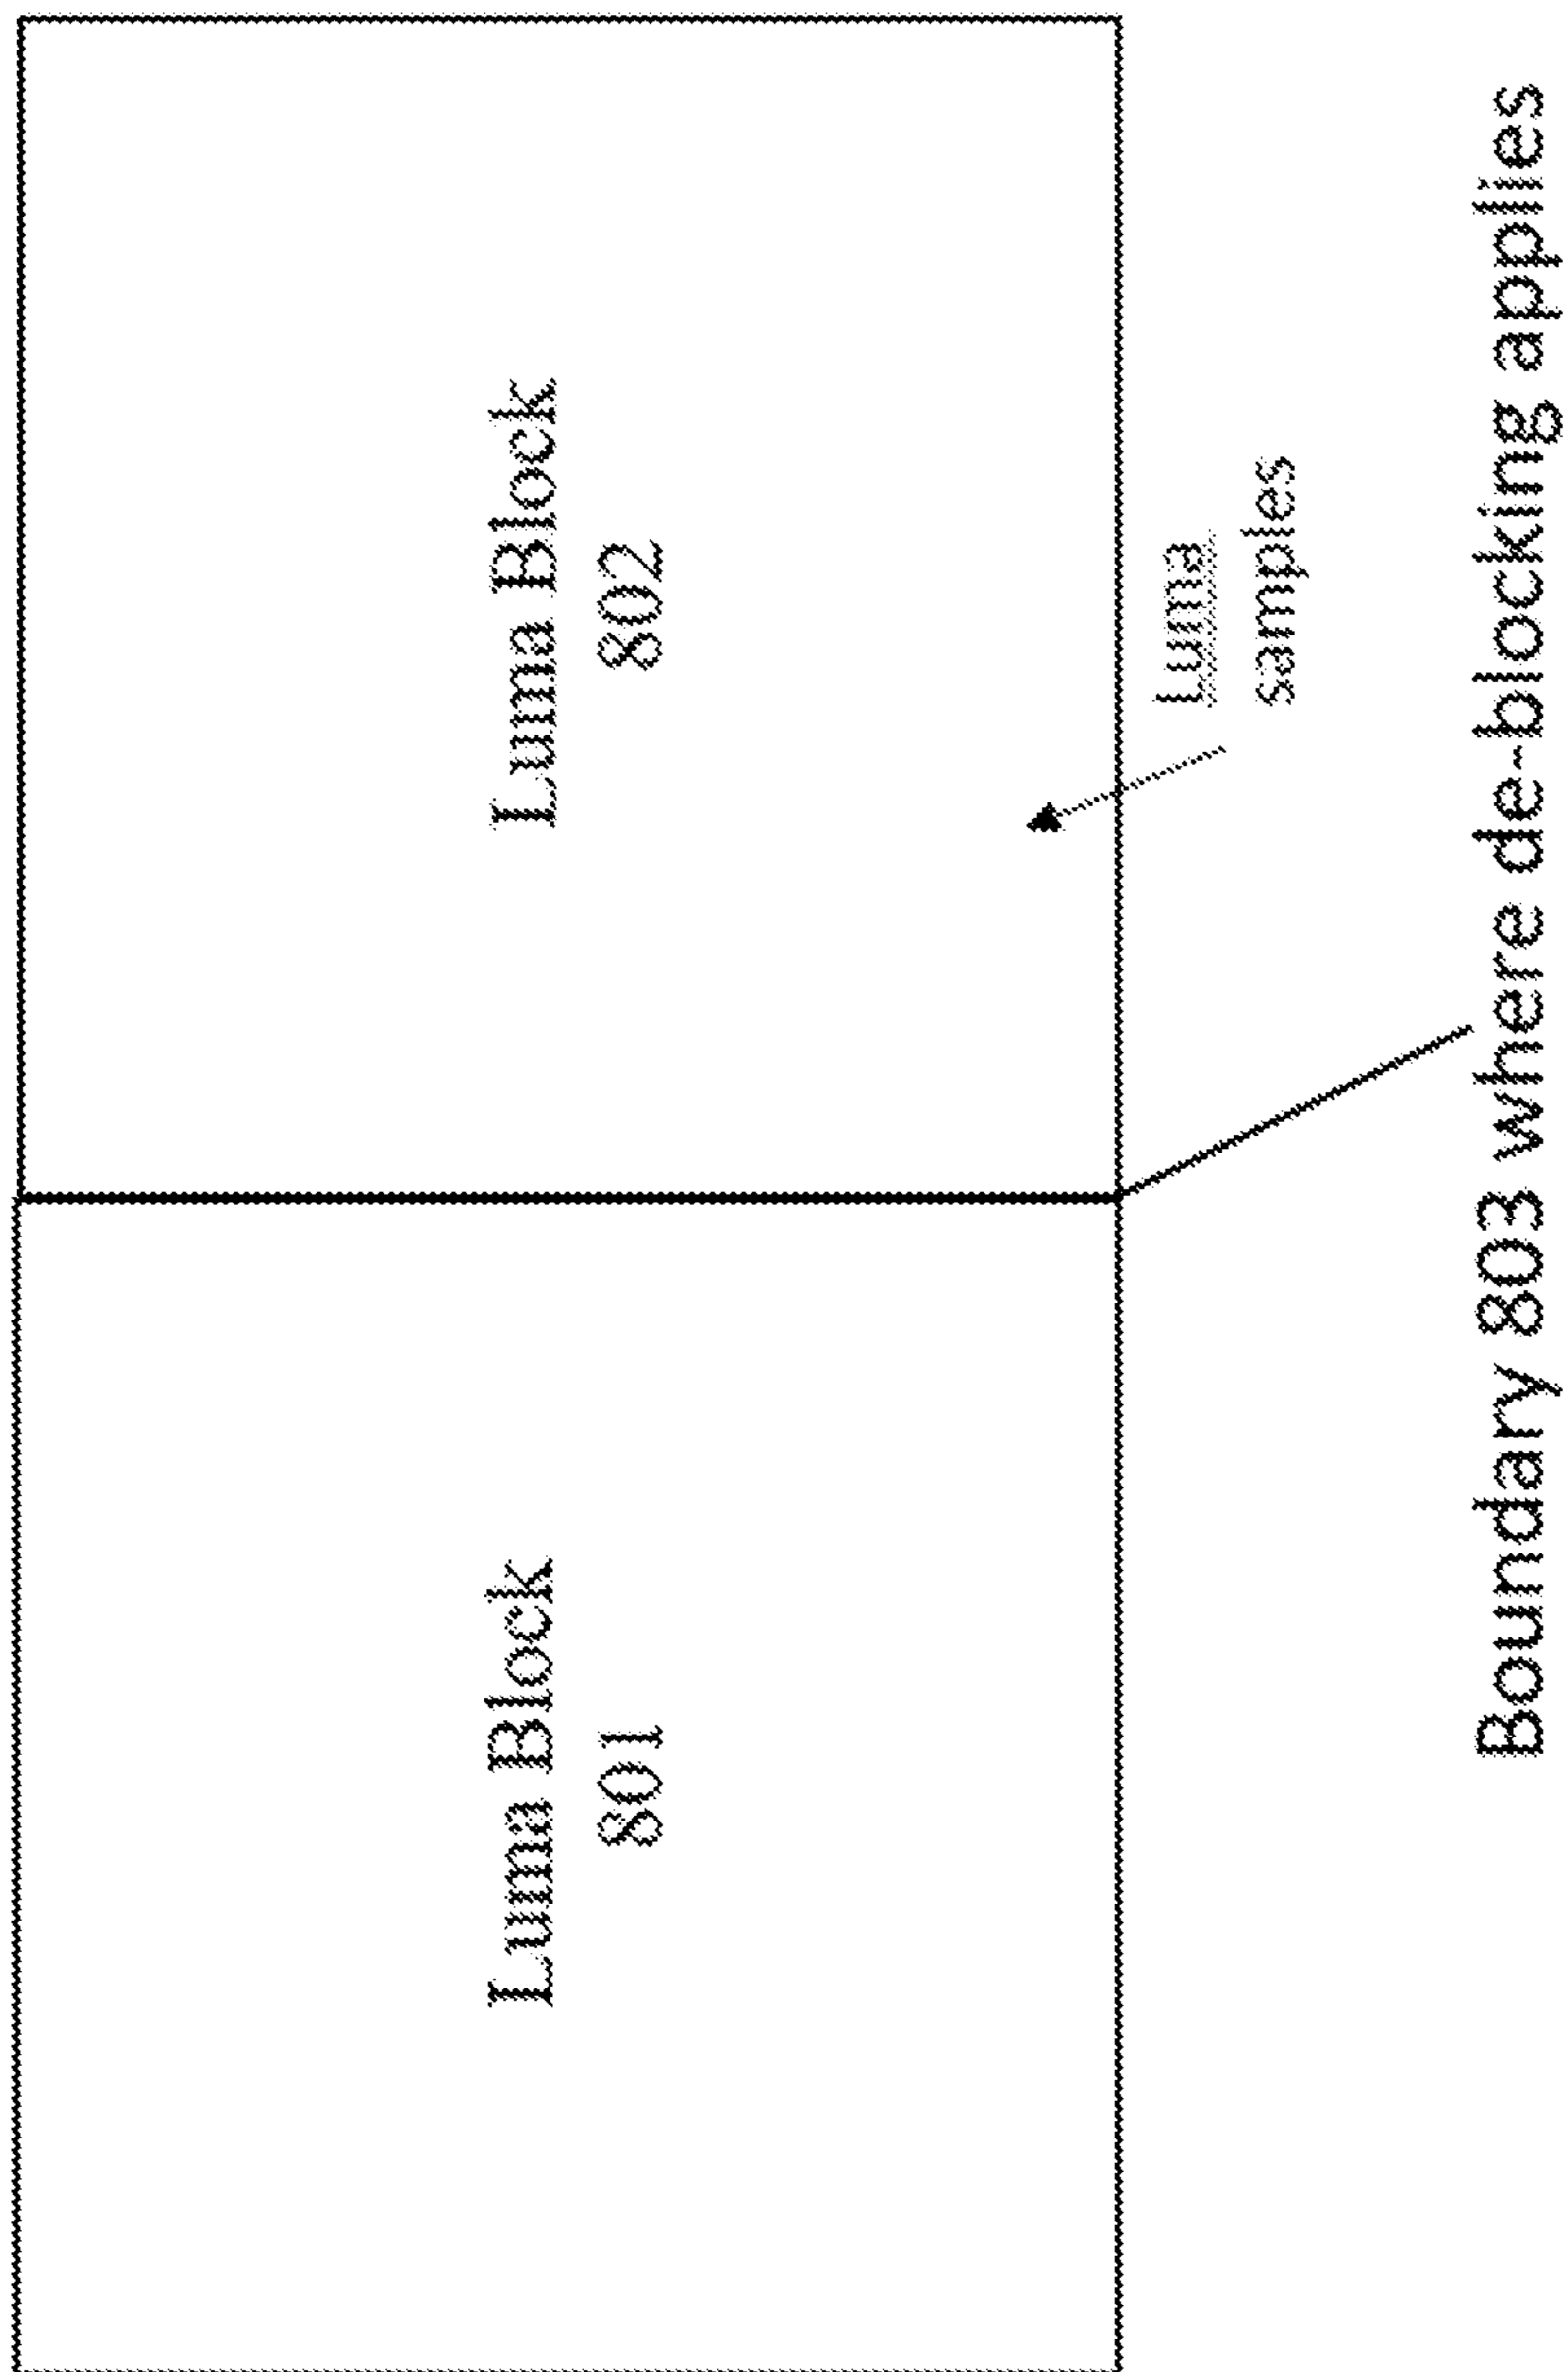 Luma Block
801
Luma Block
802
Luma
samples
Boundary 803 where de-blocking applies